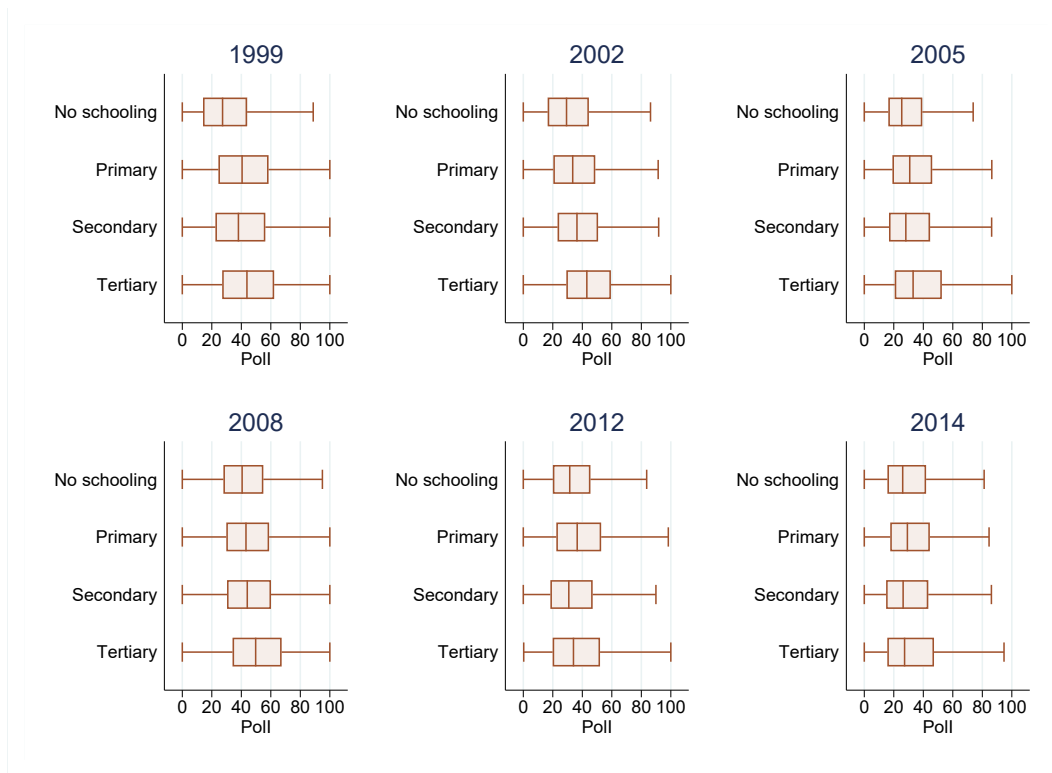 1999
No schooling
Primary
Secondary
Tertiary
0 20 40 60 80 100
Poll
2002
No schooling
Primary
Secondary
Tertiary
0 20 40 60 80 100
Poll
2005
No schooling
Primary
Secondary
Tertiary
0 20 40 60 80 100
Poll
2008
No schooling
Primary
Secondary
Tertiary
0 20 40 60 80 100
Poll
2012
No schooling
Primary
Secondary
Tertiary
0 20 40 60 80 100
Poll
2014
No schooling
Primary
Secondary
Tertiary
0 20 40 60 80 100
Poll